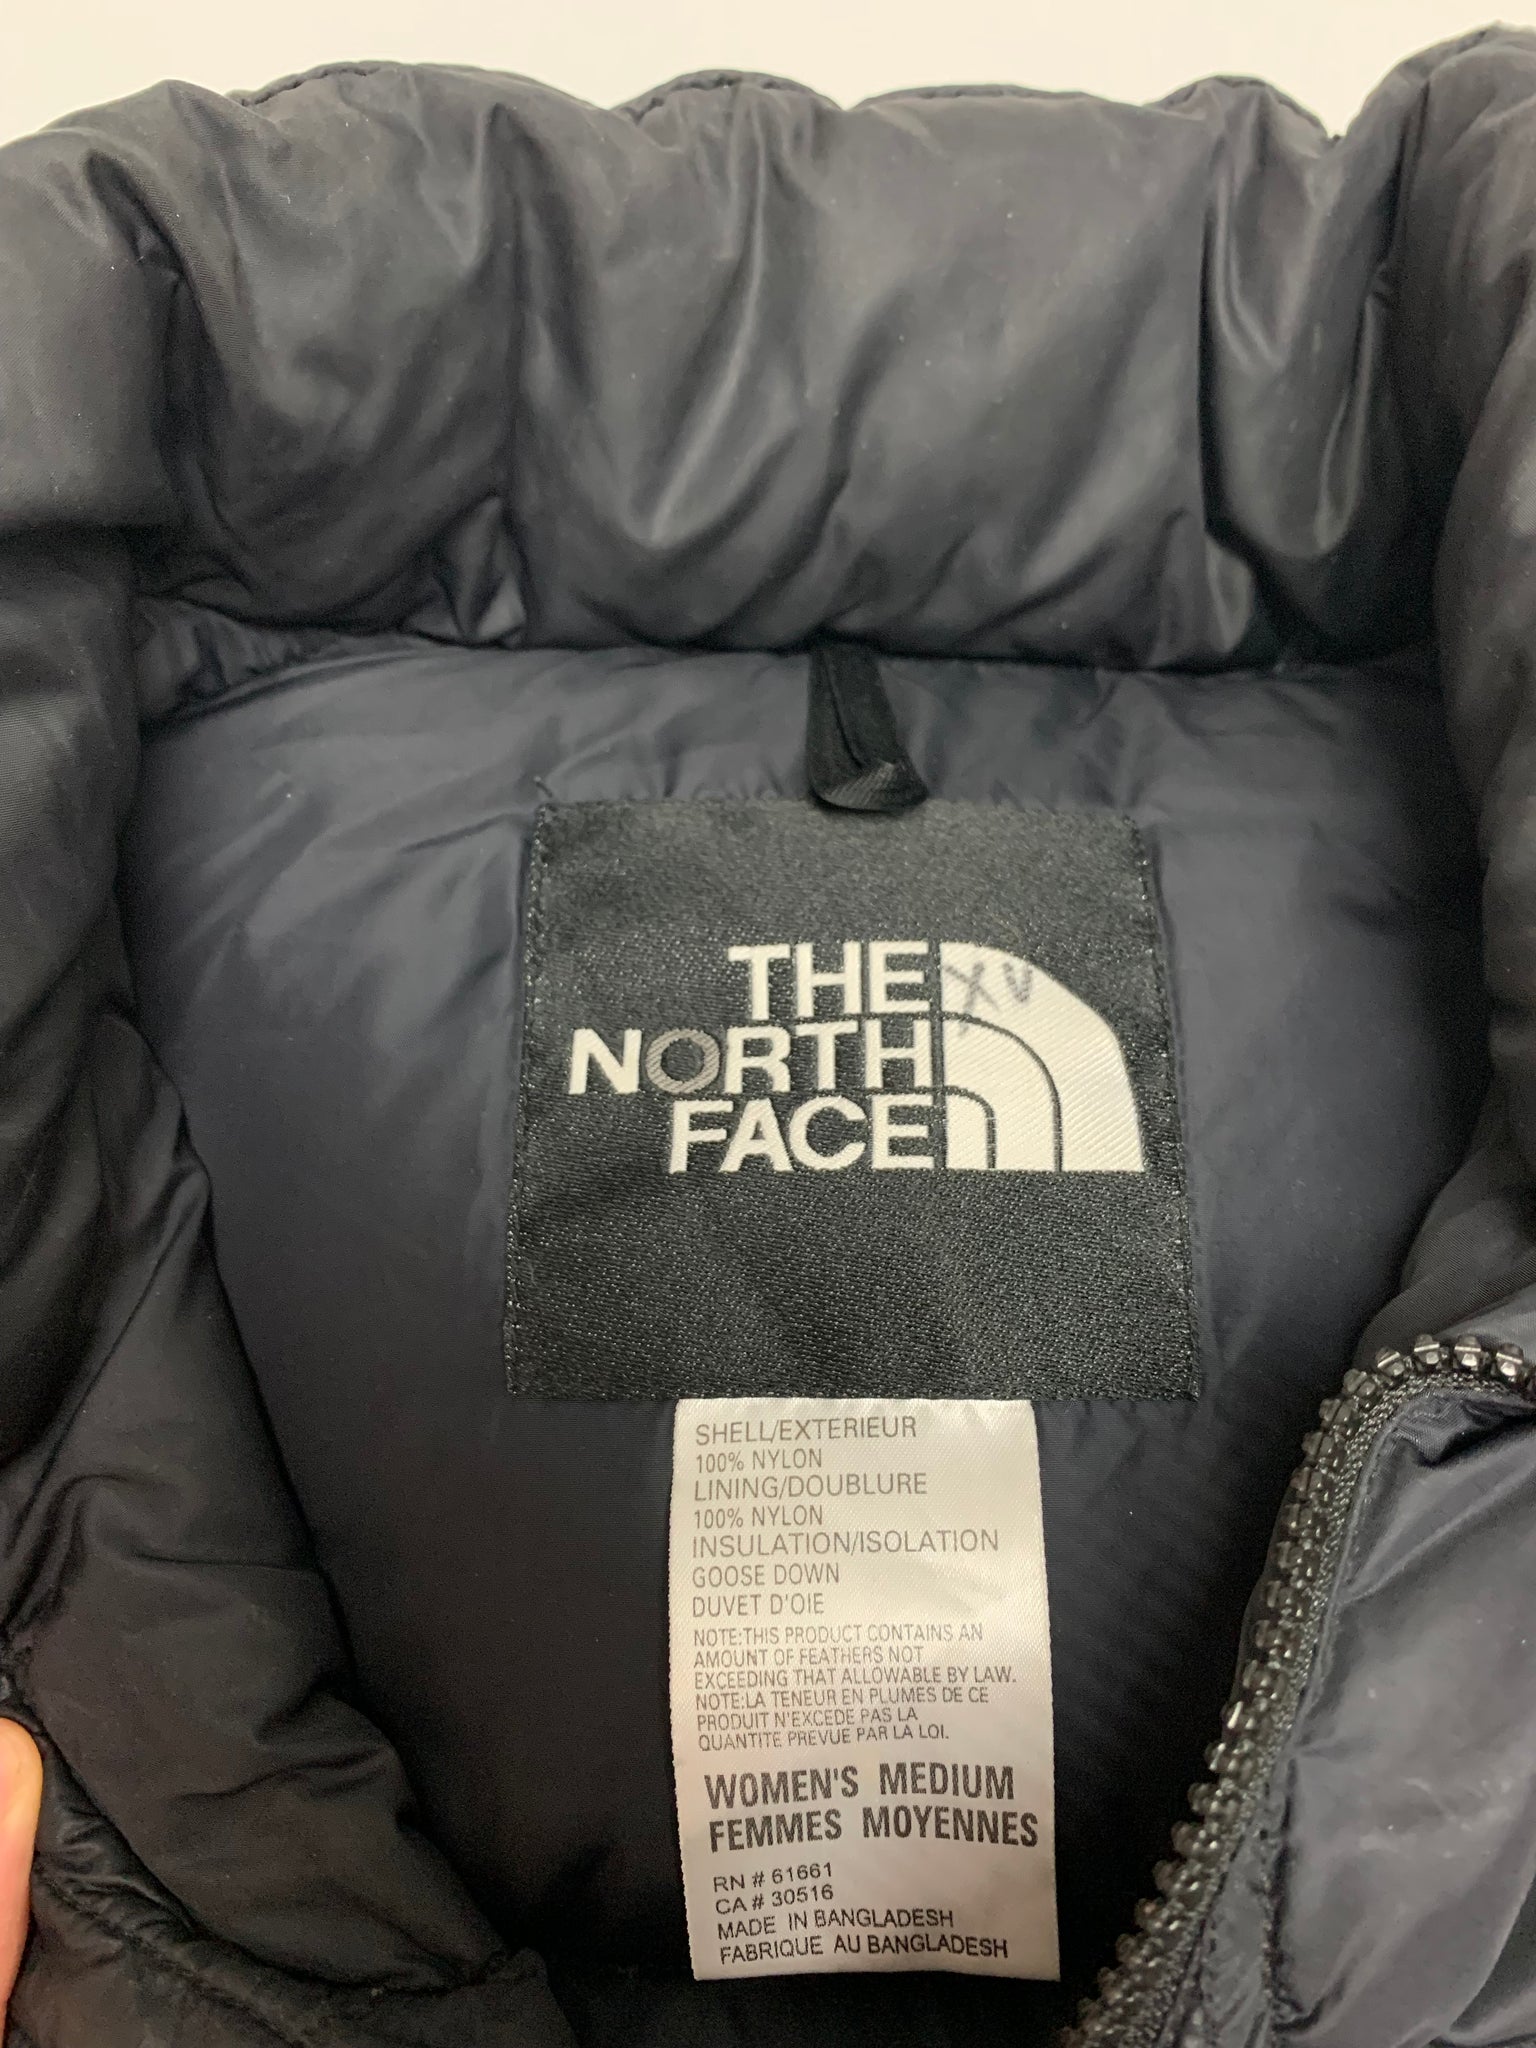 THE
NORTH
FACE
XV
SHELL/EXTERIEUR
100% NYLON
LINING/DOUBLURE
100% NYLON
INSULATION/ISOLATION
GOOSE DOWN
DUVET D'OIE
NOTE:THIS PRODUCT CONTAINS AN
AMOUNT OF FEATHERS NOT
EXCEEDING THAT ALLOWABLE BY LAW.
NOTE:LA TENEUR EN PLUMES DE CE
PRODUIT N'EXCEDE PAS LA
QUANTITE PREVUE PAR LA LOI.
WOMEN'S MEDIUM
FEMMES MOYENNES
RN # 61661
CA # 30516
MADE IN BANGLADESH
FABRIQUE AU BANGLADESH